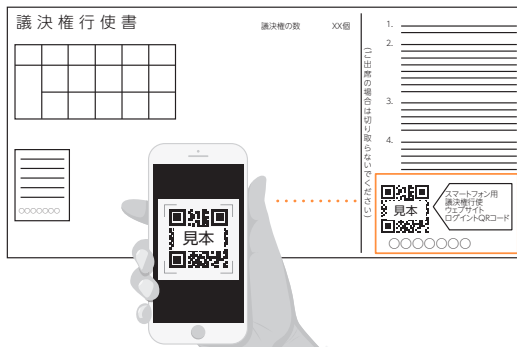 議決権行使書
議決権の数 XX個
(ご出席の場合は切り取らないでください)
1.
2.
3.
4.
○○○○○○○
見本
見本
スマートフォン用
議決権行使
ウェブサイト
ログインQRコード
○○○○○○○